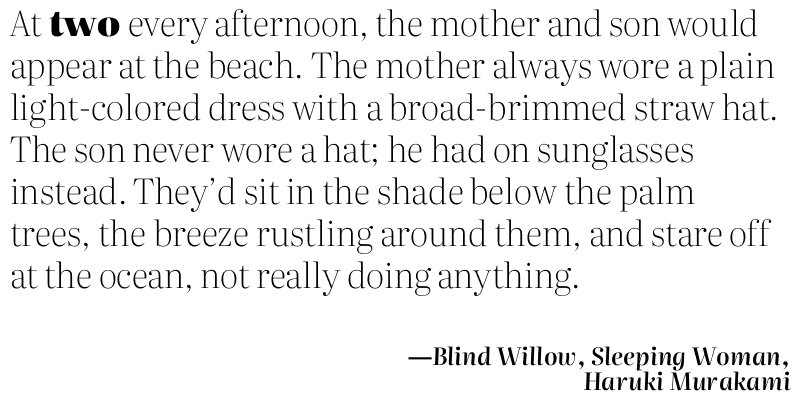 At two every afternoon, the mother and son would
appear at the beach. The mother always wore a plain
light-colored dress with a broad-brimmed straw hat.
The son never wore a hat; he had on sunglasses
instead. They’d sit in the shade below the palm
trees, the breeze rustling around them, and stare off
at the ocean, not really doing anything.
—Blind Willow, Sleeping Woman,
Haruki Murakami